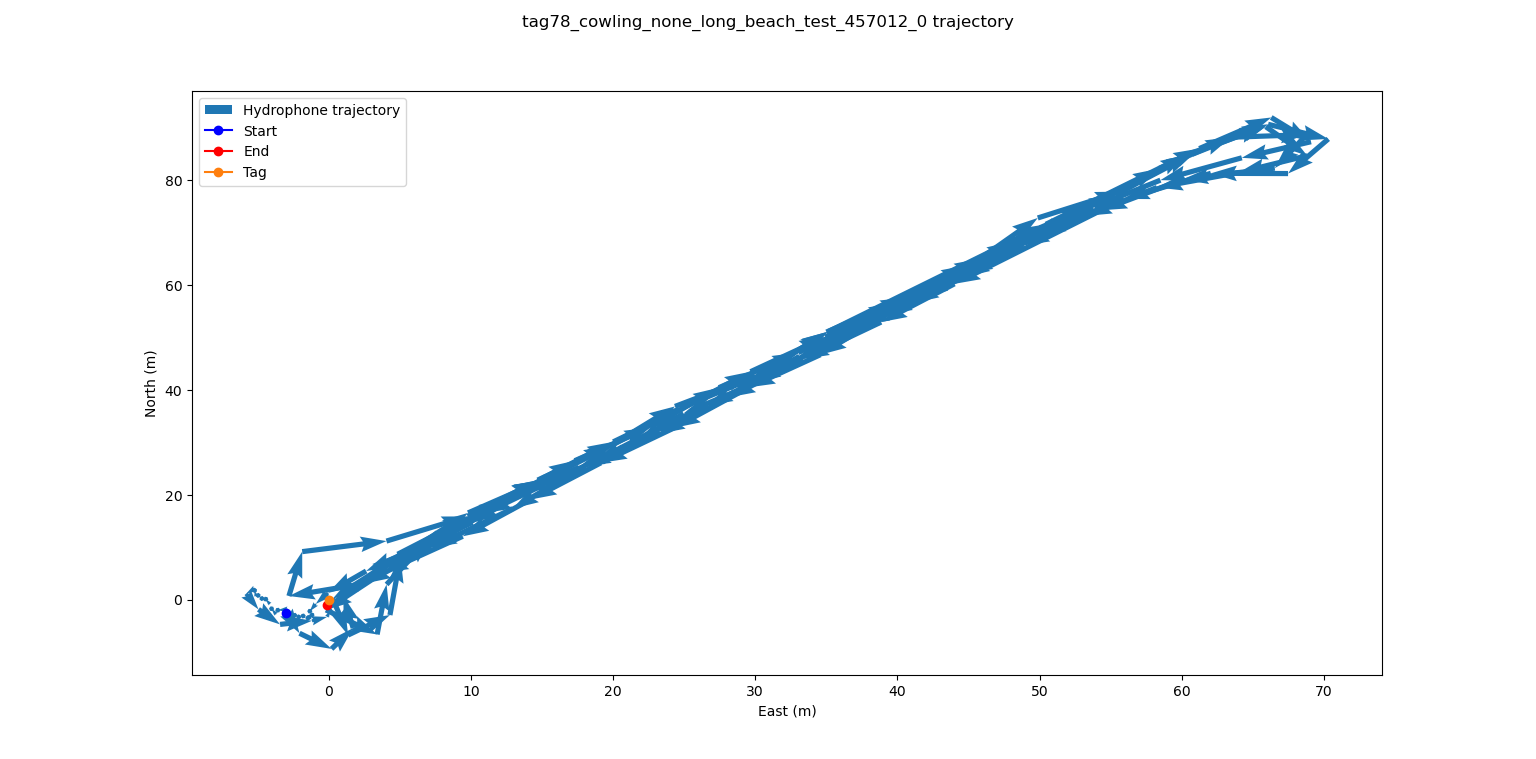 tag78_cowling_none_long_beach_test_457012_0 trajectory
Hydrophone trajectory
Start
End
Tag
80
60
40
20
0
North (m)
0
10
20
30
40
50
60
70
East (m)